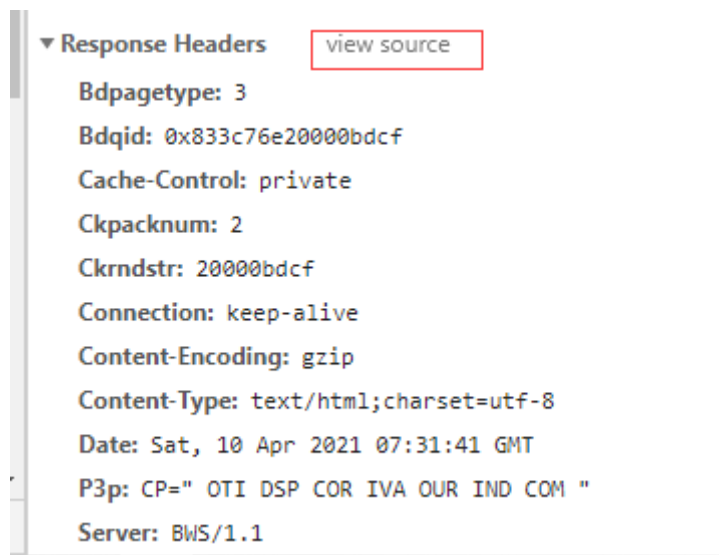 Response Headers view source
Bdpagetype: 3
Bdqid: 0x833c76e20000bdcf
Cache-Control: private
Ckpacknum: 2
Ckrndstr: 20000bdcf
Connection: keep-alive
Content-Encoding: gzip
Content-Type: text/html;charset=utf-8
Date: Sat, 10 Apr 2021 07:31:41 GMT
P3p: CP=" OTI DSP COR IVA OUR IND COM "
Server: BWS/1.1